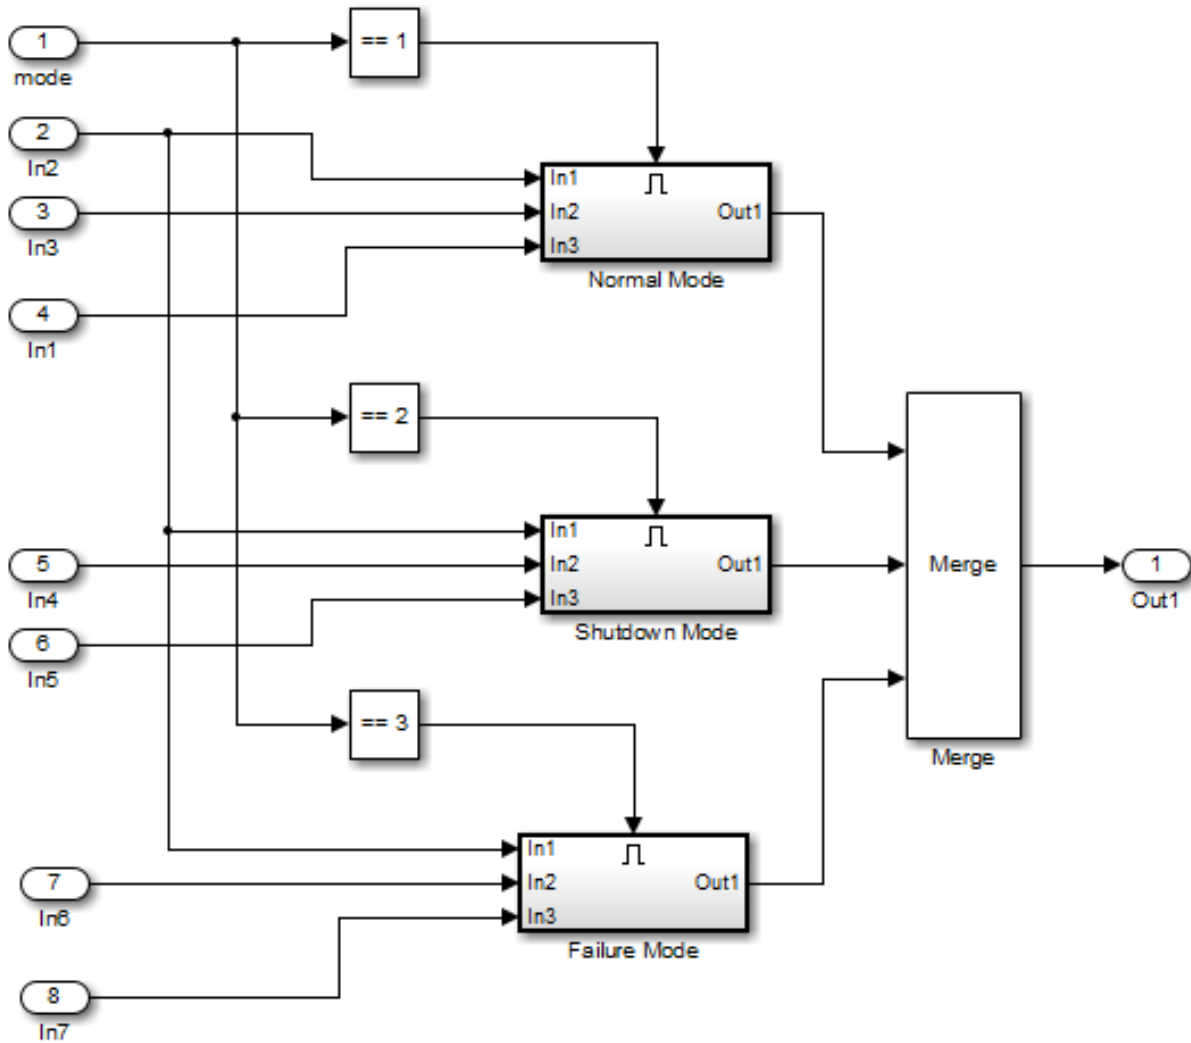 1
mode
== 1
2
In2
3
In3
4
In1
In1
In2
In3
Out1
Normal Mode
== 2
5
In4
6
In5
In1
In2
In3
Out1
Shutdown Mode
== 3
7
In6
8
In7
In1
In2
In3
Out1
Failure Mode
Merge
Merge
1
Out1